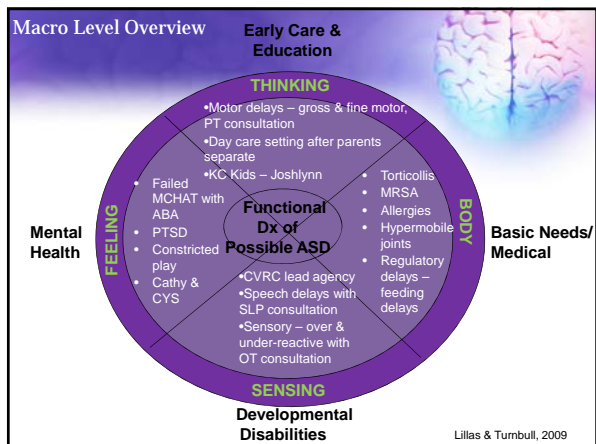 Macro Level Overview
Early Care &
Education
THINKING
•Motor delays – gross & fine motor,
PT consultation
•Day care setting after parents
separate
•KC Kids – Joshlynn
Mental
Health
FEELING
• Failed
MCHAT with
ABA
• PTSD
• Constricted
play
• Cathy &
CYS
Functional
Dx of
Possible ASD
• Torticollis
• MRSA
• Allergies
• Hypermobile
joints
• Regulatory
delays –
feeding
delays
BODY
Basic Needs/
Medical
•CVRC lead agency
•Speech delays with
SLP consultation
•Sensory – over &
under-reactive with
OT consultation
SENSING
Developmental
Disabilities
Lillas & Turnbull, 2009